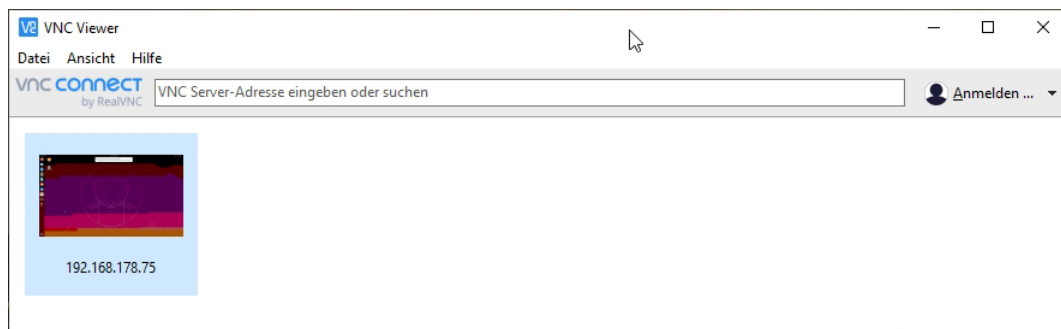 VNC Viewer
Datei Ansicht Hilfe
vnc connect
by RealVNC
VNC Server-Adresse eingeben oder suchen
Anmelden ...
192.168.178.75